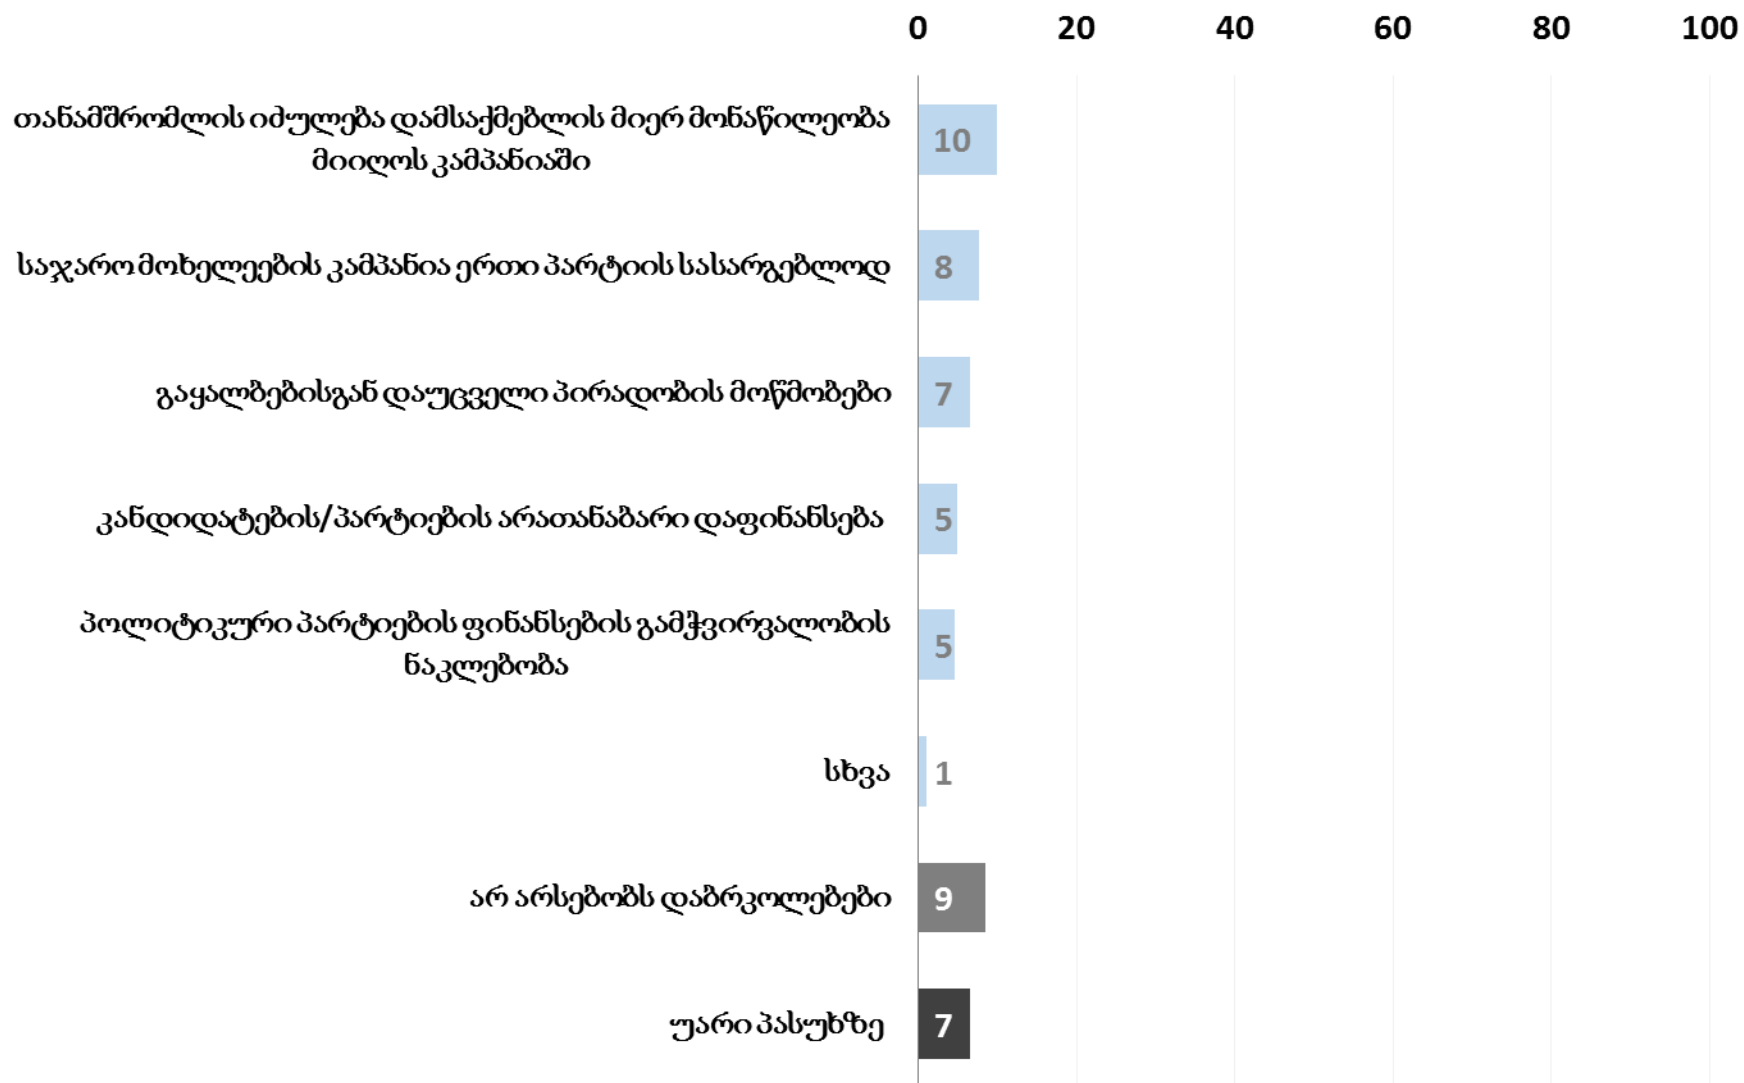 0 20 40 60 80 100
თანამშრომლის იძულება დამსაქმებლის მიერ მონაწილეობა
მიიღოს კამპანიაში
10
საჯარო მოხელეების კამპანია ერთი პარტიის სასარგებლოდ
8
გაყალბებისგან დაუცველი პირადობის მოწმობები
7
კანდიდატების/პარტიების არათანაბარი დაფინანსება
5
პოლიტიკური პარტიების ფინანსების გამჭვირვალობის
ნაკლებობა
5
სხვა
1
არ არსებობს დაბრკოლებები
9
უარი პასუხზე
7